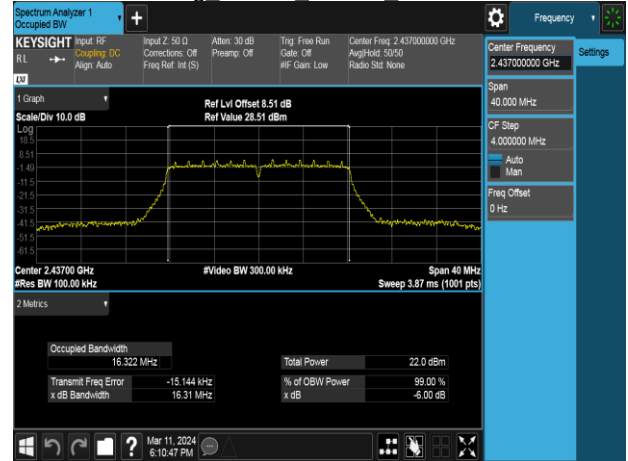 Spectrum Analyzer 1
Occupied BW
Frequency
KEYSIGHT
RL
Input: RF
Coupling: DC
Align: Auto
Input Z: 50 Ω
Corrections: Off
Freq Ref: Int (S)
Atten: 30 dB
Preamp: Off
Trig: Free Run
Gate: Off
#IF Gain: Low
Center Freq: 2.437000000 GHz
Avg|Hold: 50/50
Radio Std: None
LXI
1 Graph
Scale/Div 10.0 dB
Ref Lvl Offset 8.51 dB
Ref Value 28.51 dBm
Log
18.5
8.51
-1.49
-11.5
-21.5
-31.5
-41.5
-51.5
-61.5
Center 2.43700 GHz
#Res BW 100.00 kHz
#Video BW 300.00 kHz
Span 40 MHz
Sweep 3.87 ms (1001 pts)
2 Metrics
Occupied Bandwidth
16.322 MHz
Transmit Freq Error
-15.144 kHz
x dB Bandwidth
16.31 MHz
Total Power
22.0 dBm
% of OBW Power
99.00 %
x dB
-6.00 dB
Mar 11, 2024
6:10:47 PM
Center Frequency
2.437000000 GHz
Span
40.000 MHz
CF Step
4.000000 MHz
Auto
Man
Freq Offset
0 Hz
Settings